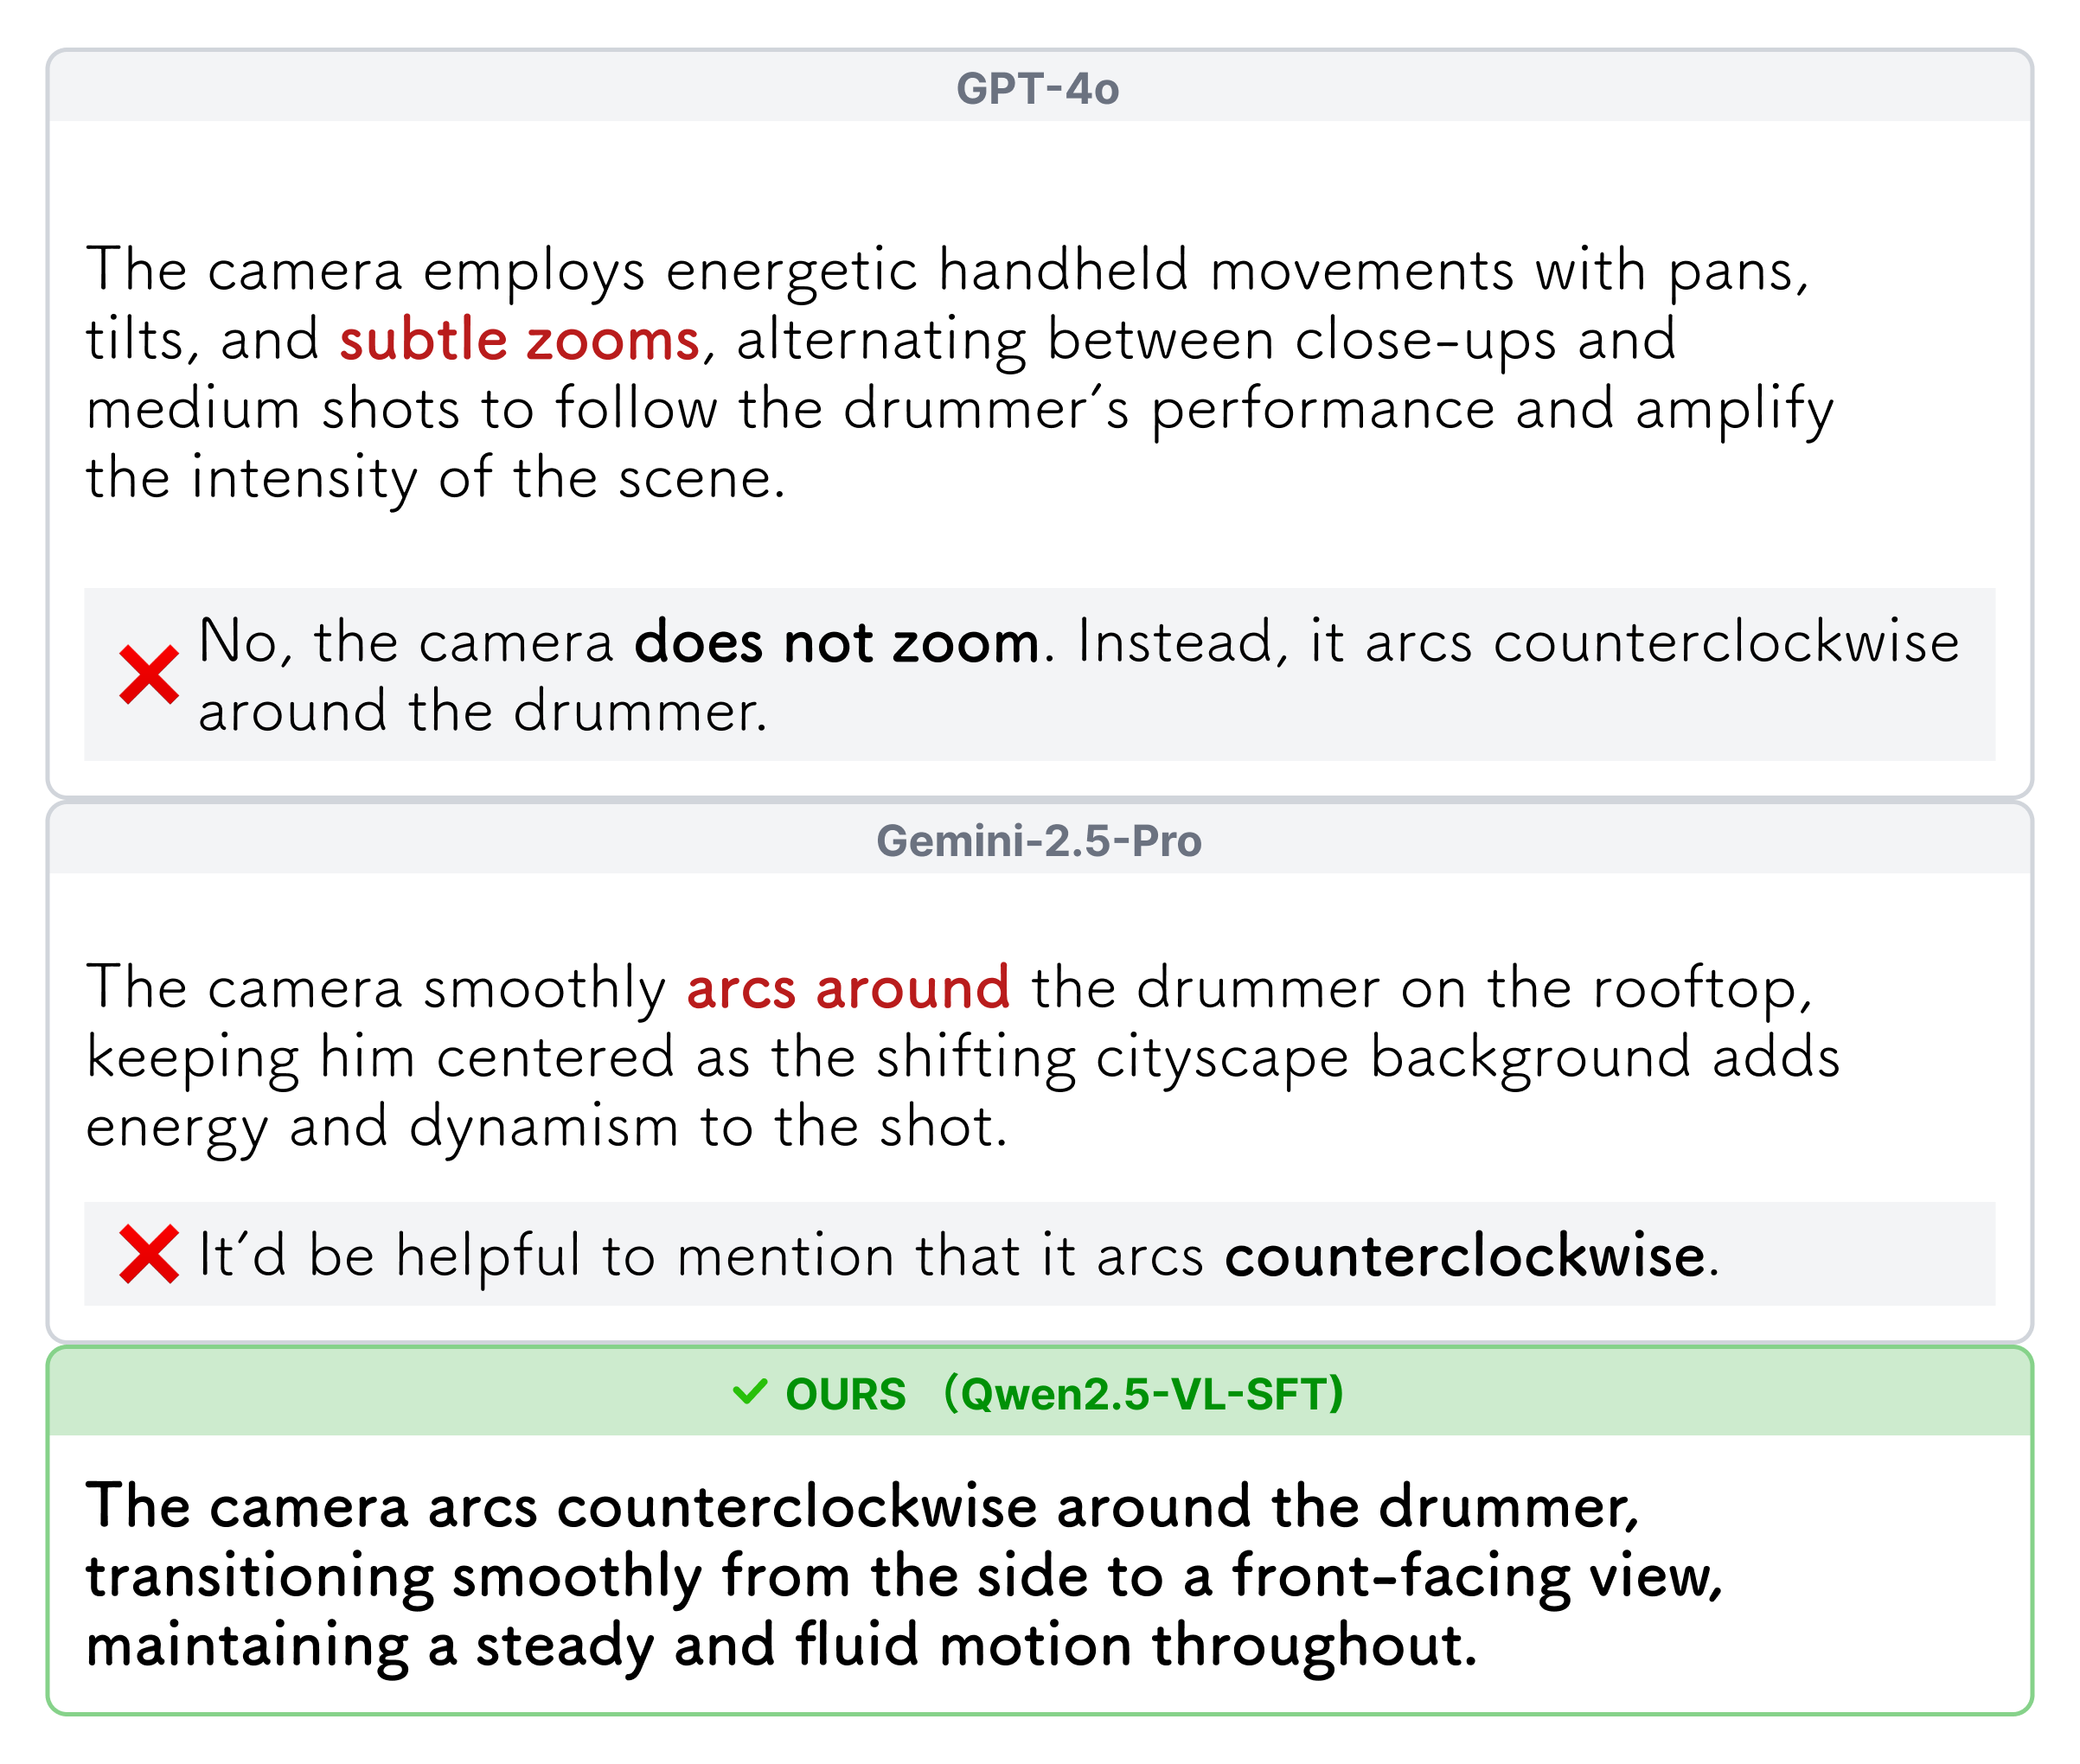 GPT-4o
The camera employs energetic handheld movements with pans,
tilts, and subtle zooms, alternating between close-ups and
medium shots to follow the drummer’s performance and amplify
the intensity of the scene.
No, the camera does not zoom. Instead, it arcs counterclockwise
around the drummer.
Gemini-2.5-Pro
The camera smoothly arcs around the drummer on the rooftop,
keeping him centered as the shifting cityscape background adds
energy and dynamism to the shot.
It’d be helpful to mention that it arcs counterclockwise.
OURS (Qwen2.5-VL-SFT)
The camera arcs counterclockwise around the drummer,
transitioning smoothly from the side to a front-facing view,
maintaining a steady and fluid motion throughout.